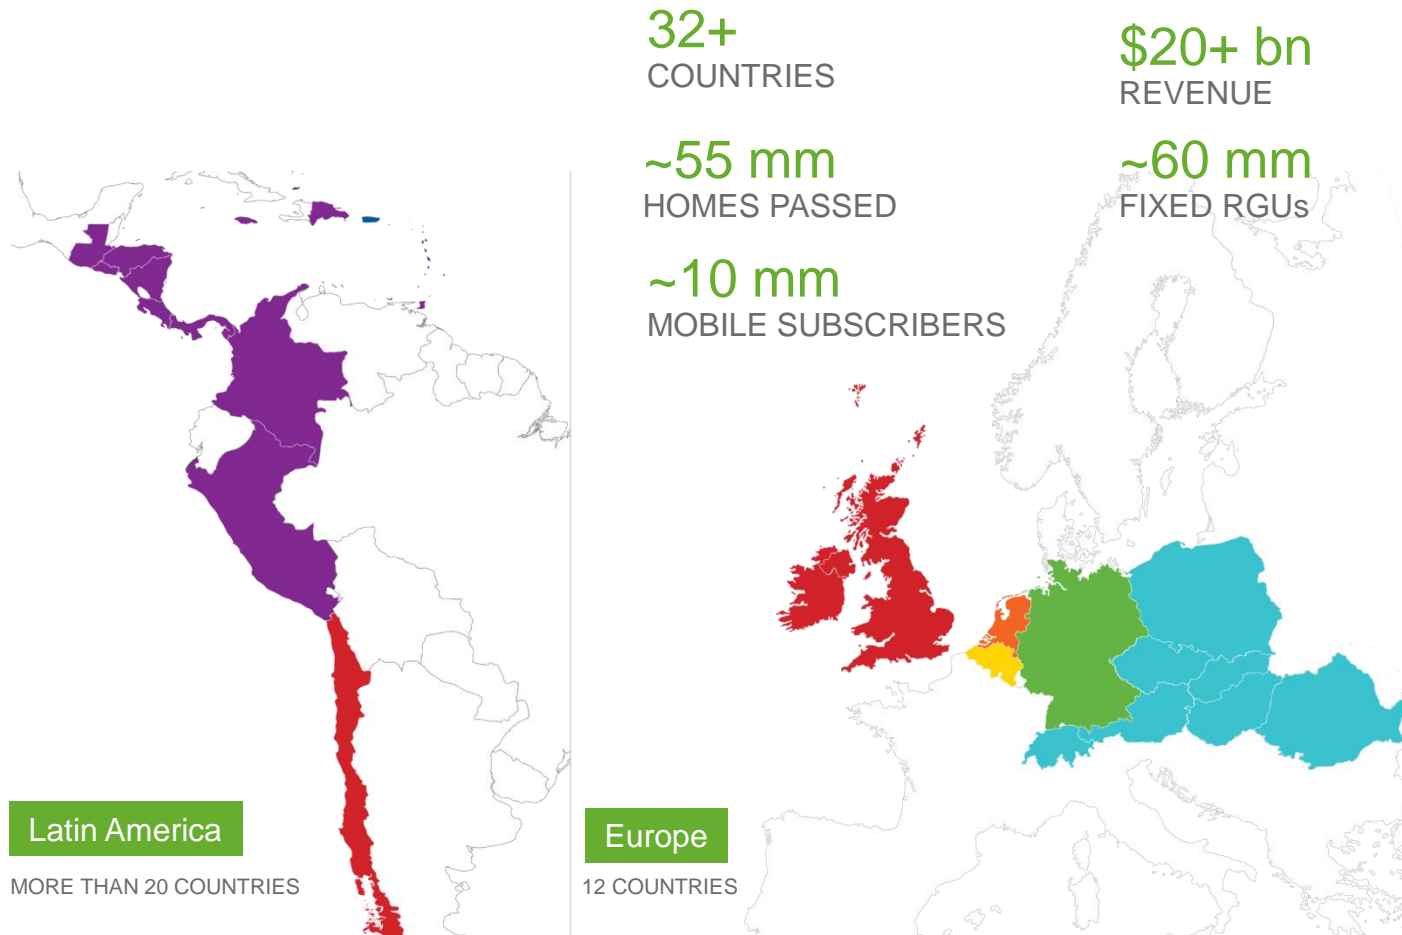 32+
COUNTRIES
$20+ bn
REVENUE
~55 mm
HOMES PASSED
~60 mm
FIXED RGUs
~10 mm
MOBILE SUBSCRIBERS
Latin America
MORE THAN 20 COUNTRIES
Europe
12 COUNTRIES